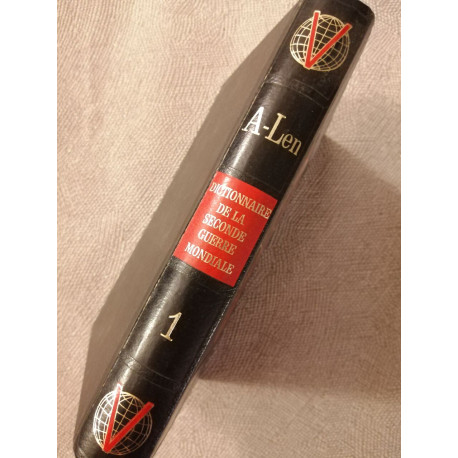 V
A-Len
DICTIONNAIRE
DE LA
SECONDE
GUERRE
MONDIALE
1
V